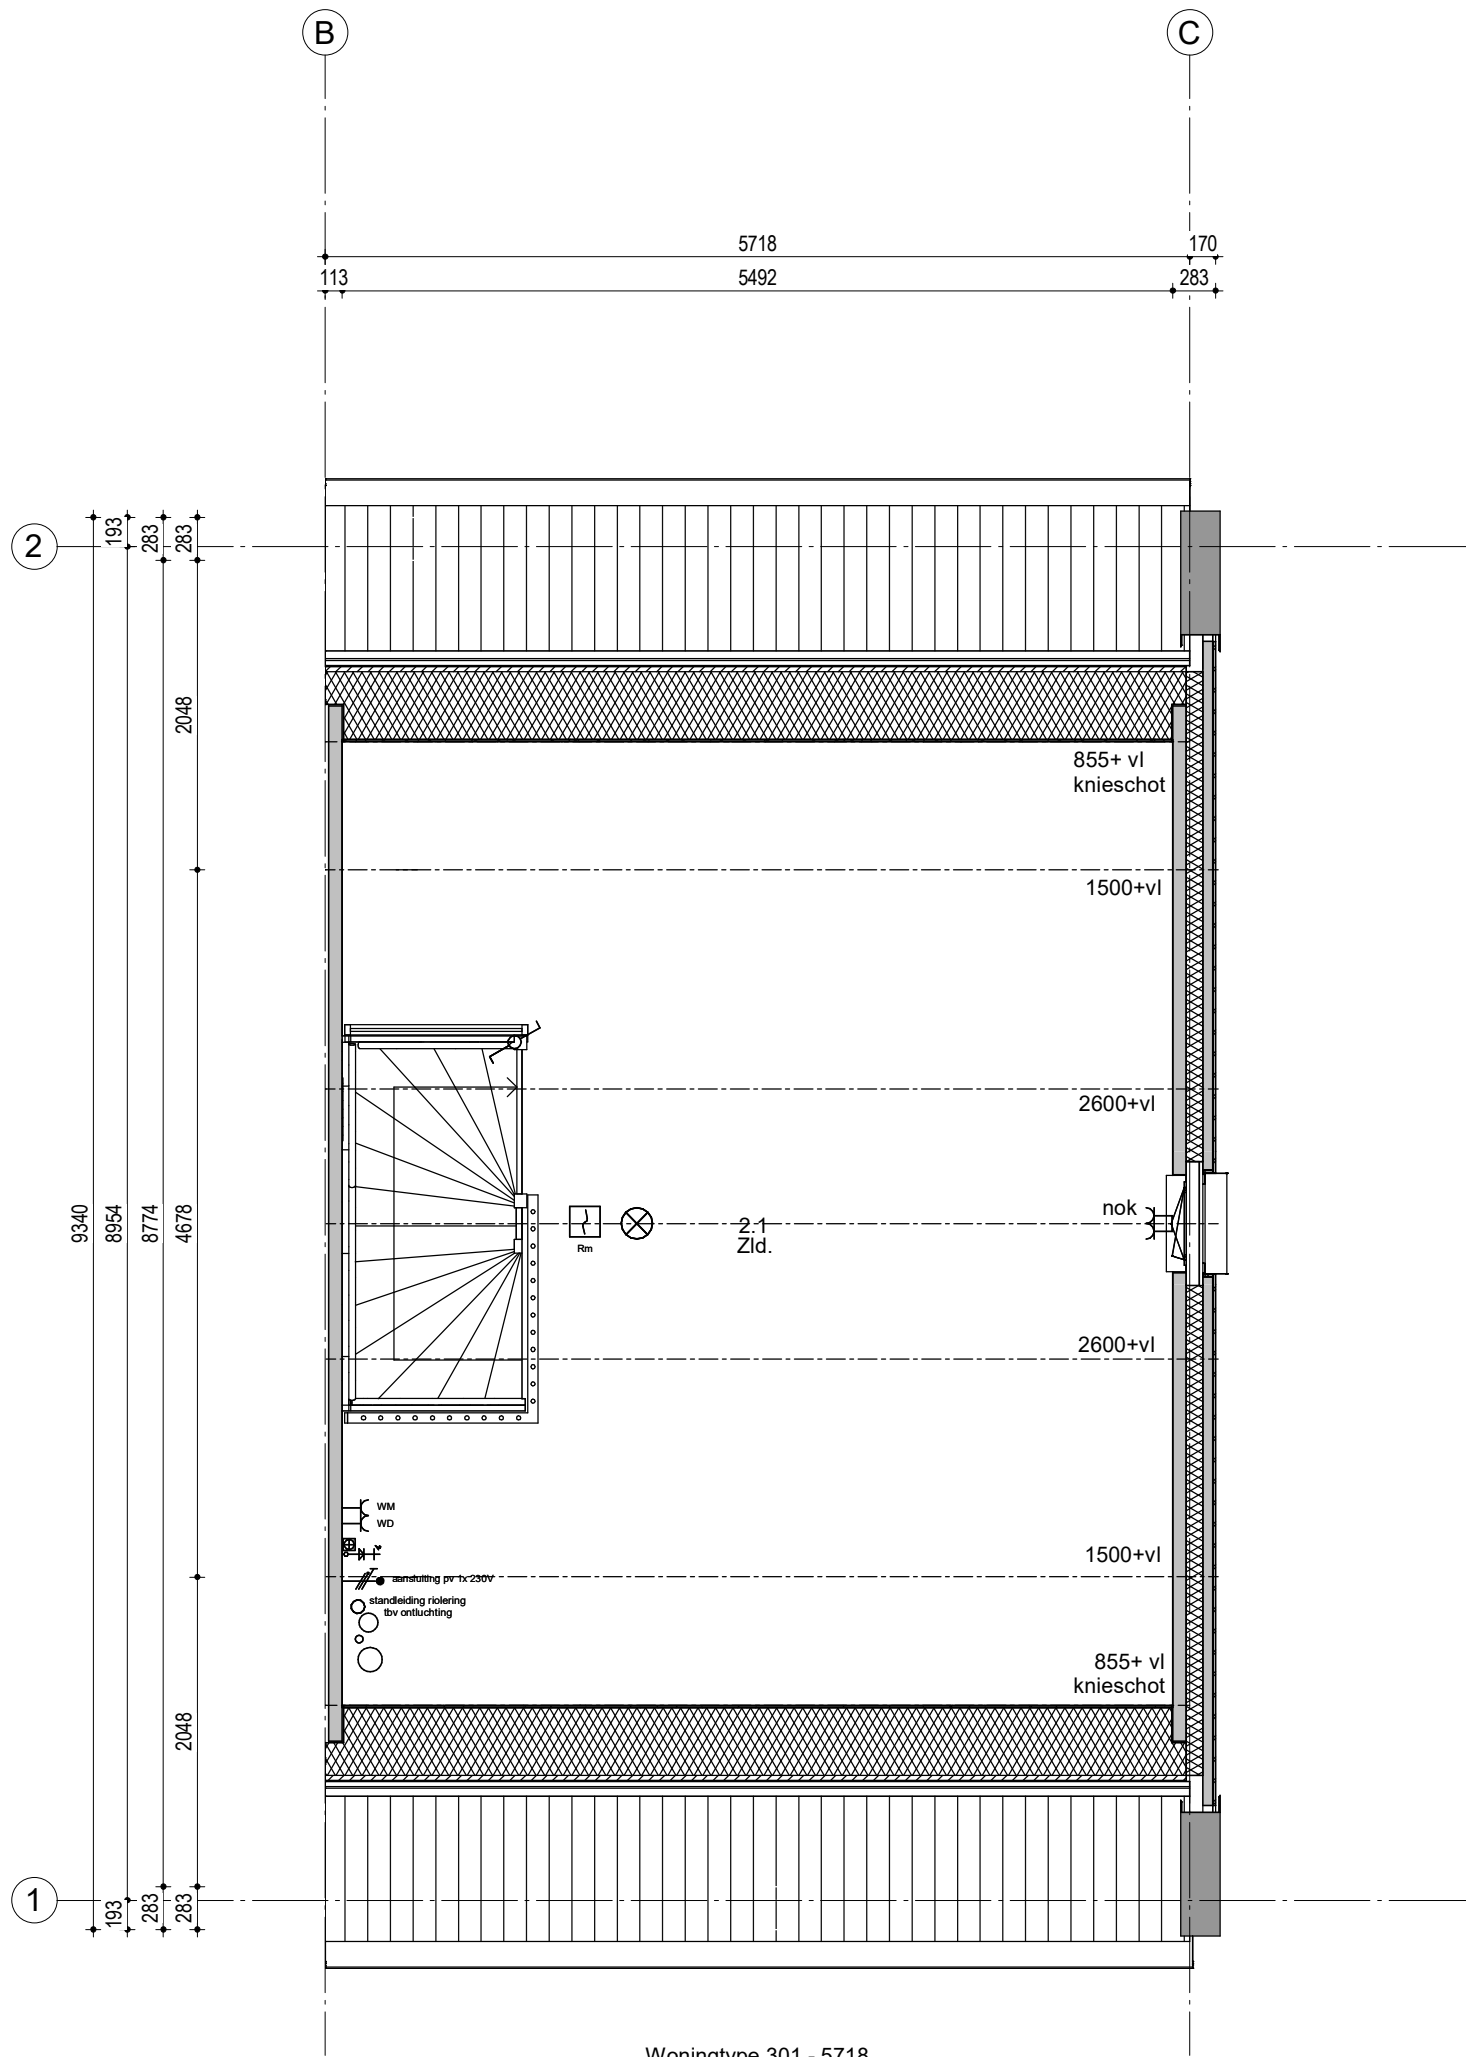 B
C
5718
170
113
5492
283
2
193
283
283
2048
855+ vl
knieschot
1500+vl
2600+vl
9340
8954
8774
4678
nok
2.1
Zld.
Rm
2600+vl
WM
WD
1500+vl
aansluiting pv 1x 230V
standleiding riolering
tbv ontluchting
855+ vl
knieschot
2048
1
193
283
283
Woningtype 301 - 5718